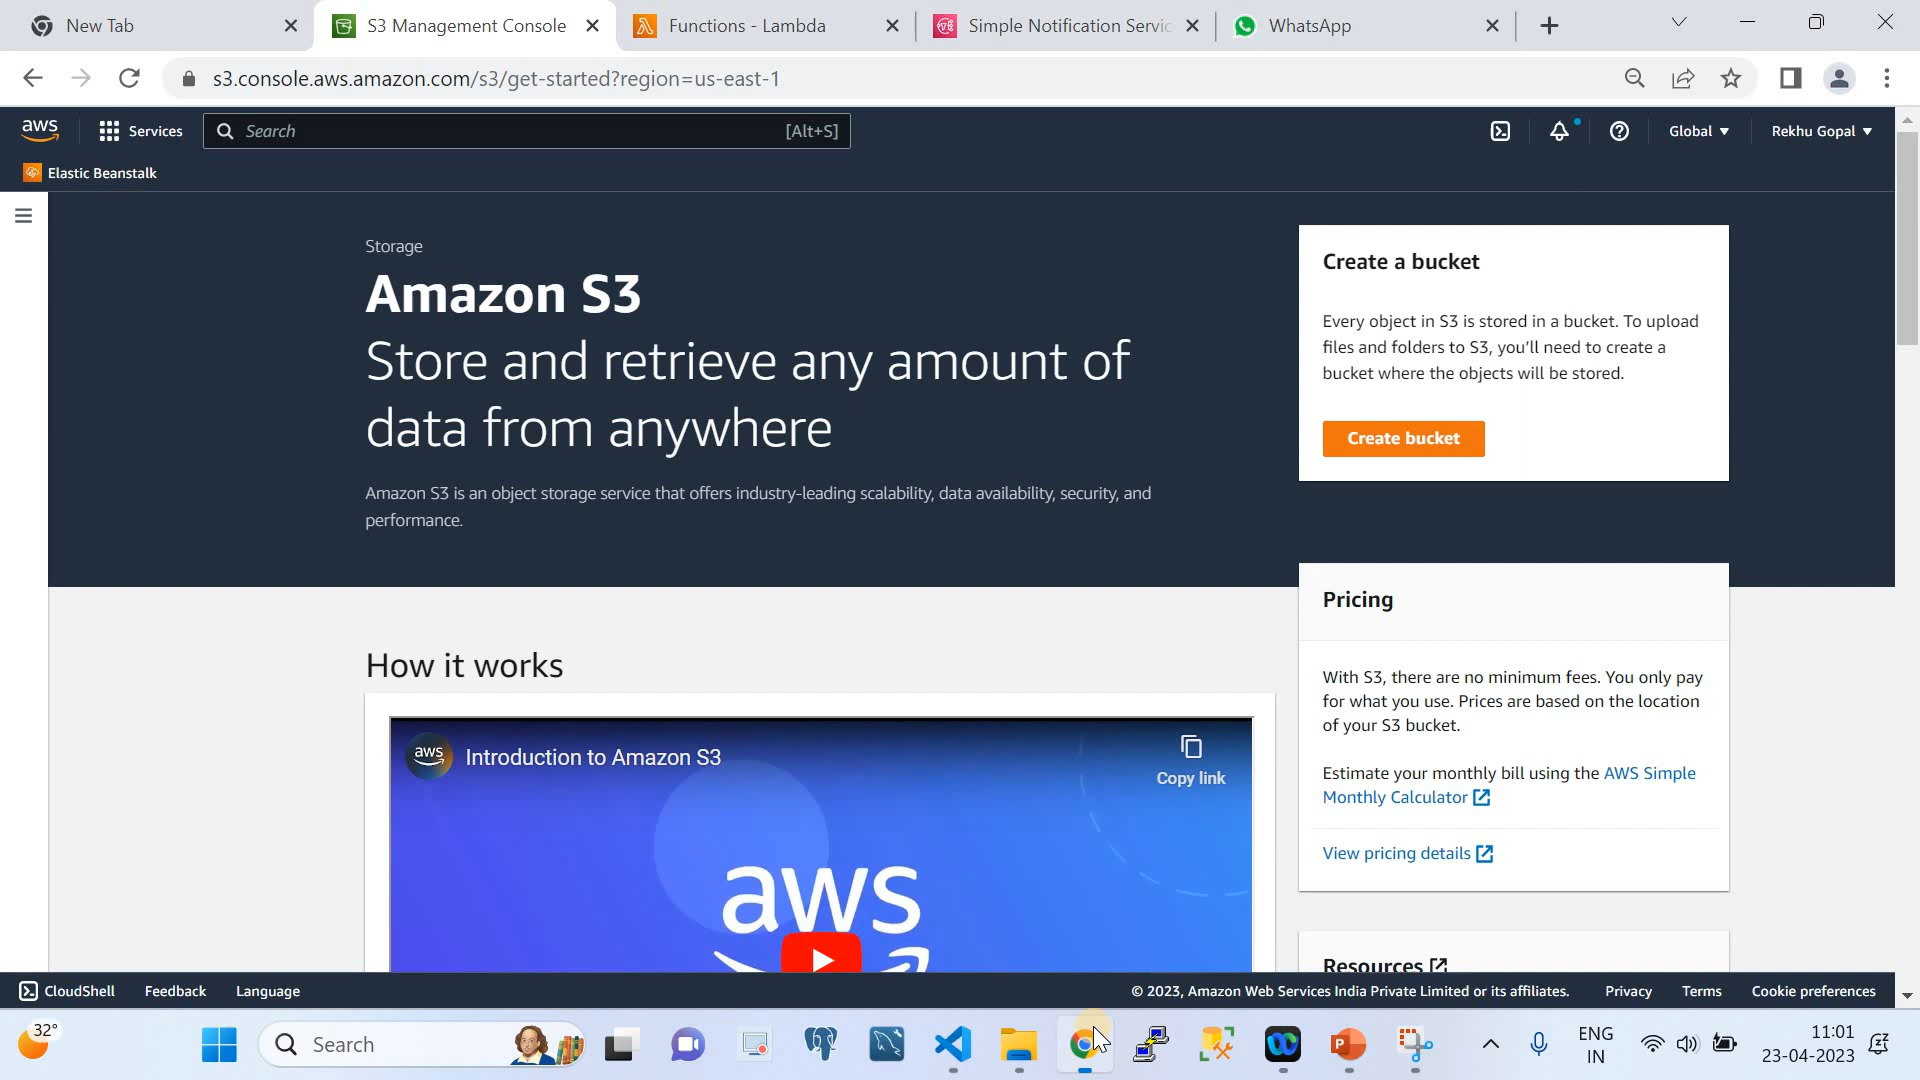 New Tab
S3 Management Console
Functions - Lambda
Simple Notification Servic
WhatsApp
s3.console.aws.amazon.com/s3/get-started?region=us-east-1
aws
Services
Search
[Alt+S]
Global
Rekhu Gopal
Elastic Beanstalk
Storage
Amazon S3
Store and retrieve any amount of
data from anywhere
Amazon S3 is an object storage service that offers industry-leading scalability, data availability, security, and
performance.
Create a bucket
Every object in S3 is stored in a bucket. To upload
files and folders to S3, you'll need to create a
bucket where the objects will be stored.
Create bucket
How it works
aws
Introduction to Amazon S3
Copy link
aws
Pricing
With S3, there are no minimum fees. You only pay
for what you use. Prices are based on the location
of your S3 bucket.
Estimate your monthly bill using the AWS Simple
Monthly Calculator
View pricing details
Resources
CloudShell
Feedback
Language
© 2023, Amazon Web Services India Private Limited or its affiliates.
Privacy
Terms
Cookie preferences
32°
Search
P
ENG
IN
11:01
23-04-2023